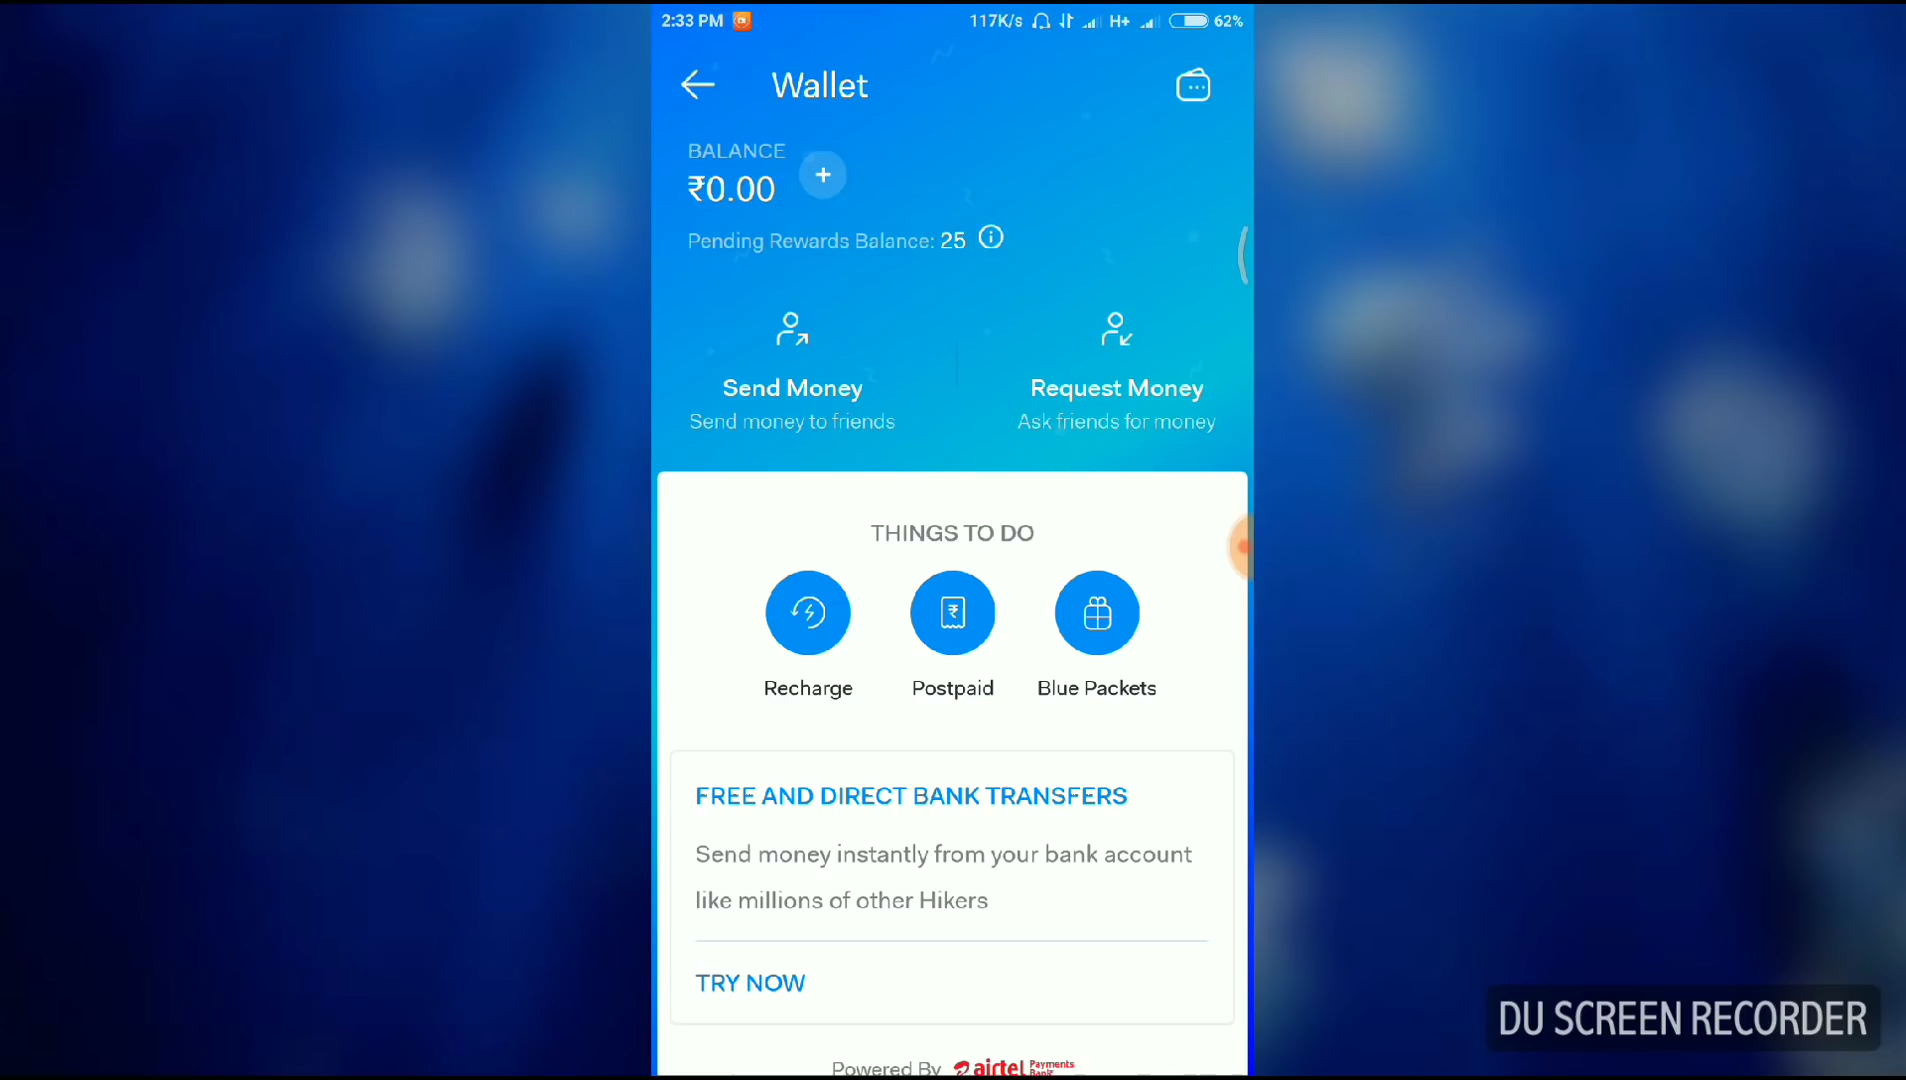 2:33 PM 117K/s H+ 62%
Wallet
BALANCE
₹0.00 +
Pending Rewards Balance: 25
Send Money
Send money to friends
Request Money
Ask friends for money
THINGS TO DO
Recharge
Postpaid
Blue Packets
FREE AND DIRECT BANK TRANSFERS
Send money instantly from your bank account
like millions of other Hikers
TRY NOW
Powered By airtel Payments Bank
DU SCREEN RECORDER